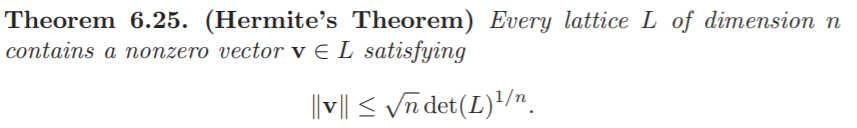 Theorem 6.25. (Hermite's Theorem) Every lattice L of dimension n
contains a nonzero vector v ∈ L satisfying
‖v‖ ≤ √n det(L)^{1/n}.